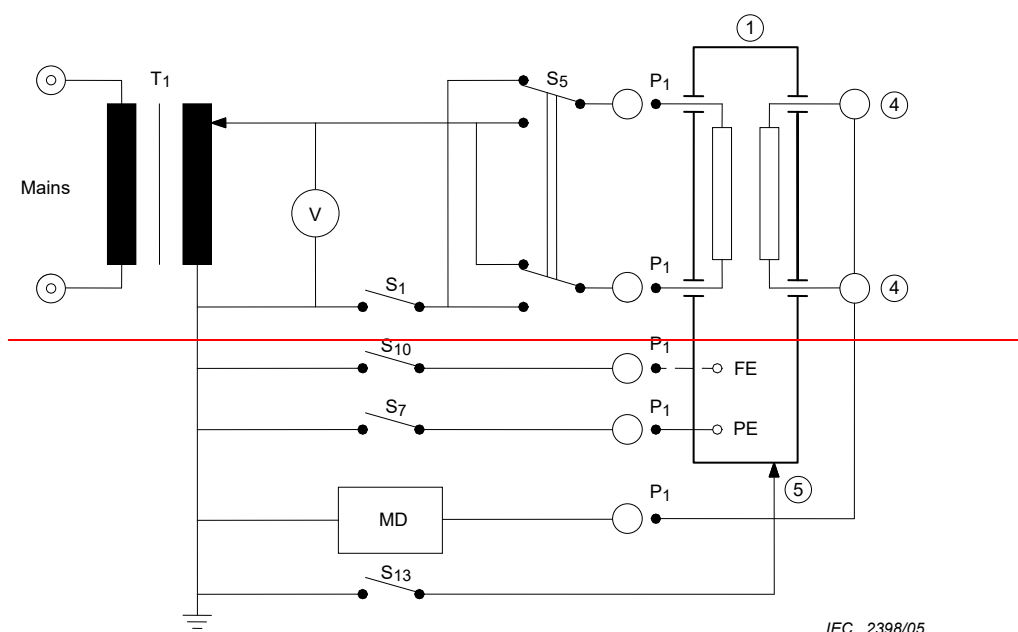 1
T1
S5
P1
4
Mains
V
P1
S1
4
S10
P1
FE
S7
P1
PE
P1
5
MD
S13
IEC 2398/05